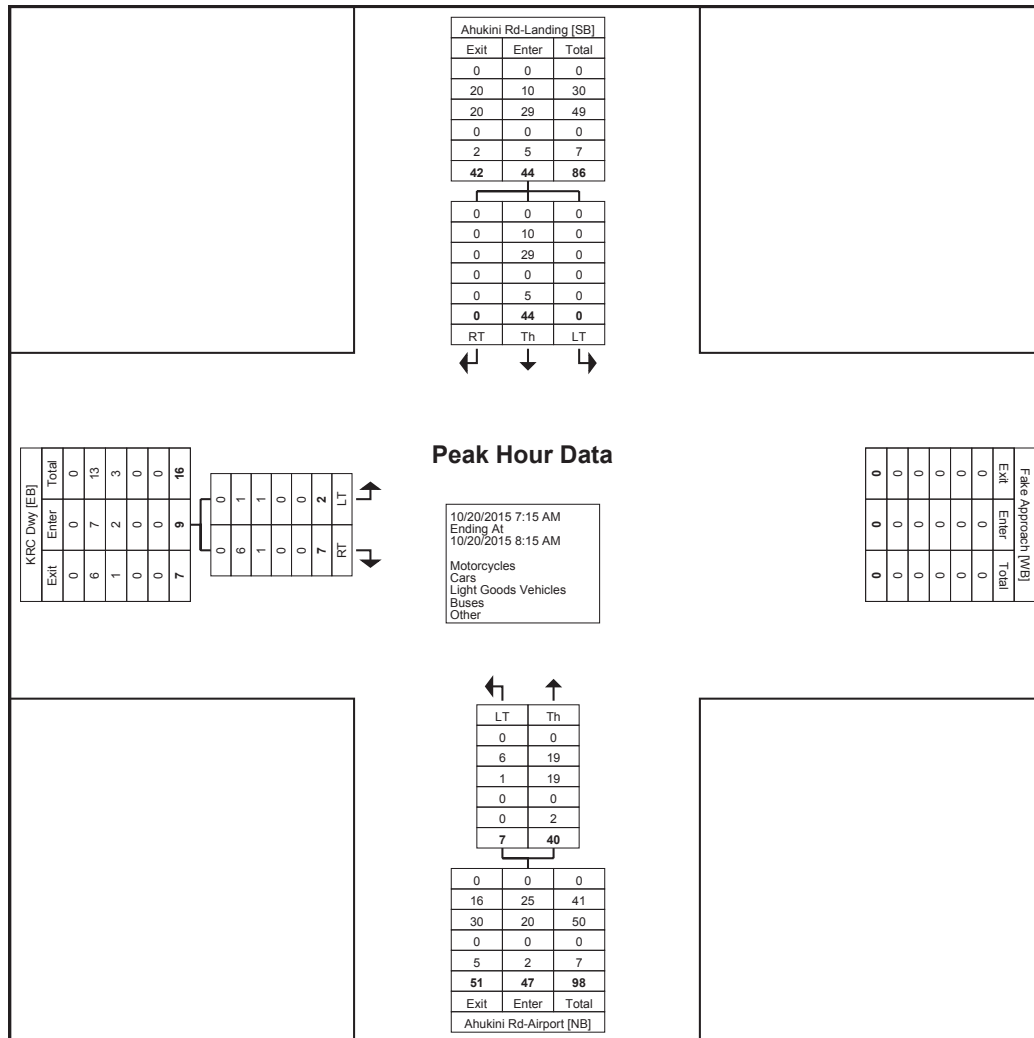 Ahukini Rd-Landing [SB]
Exit Enter Total
0 0 0
20 10 30
20 29 49
0 0 0
2 5 7
42 44 86
0 0 0
0 10 0
0 29 0
0 0 0
0 5 0
0 44 0
RT Th LT
KRC Dwy [EB]
Total 0 13 3 0 0 16
Enter 0 7 2 0 0 9
Exit 0 6 1 0 0 7
0 1 1 0 0 2 LT
0 6 1 0 0 7 RT
Peak Hour Data
10/20/2015 7:15 AM
Ending At
10/20/2015 8:15 AM
Motorcycles
Cars
Light Goods Vehicles
Buses
Other
Fake Approach [WB]
Exit Enter Total
0 0 0
0 0 0
0 0 0
0 0 0
0 0 0
0 0 0
LT Th
0 0
6 19
1 19
0 0
0 2
7 40
0 0 0
16 25 41
30 20 50
0 0 0
5 2 7
51 47 98
Exit Enter Total
Ahukini Rd-Airport [NB]